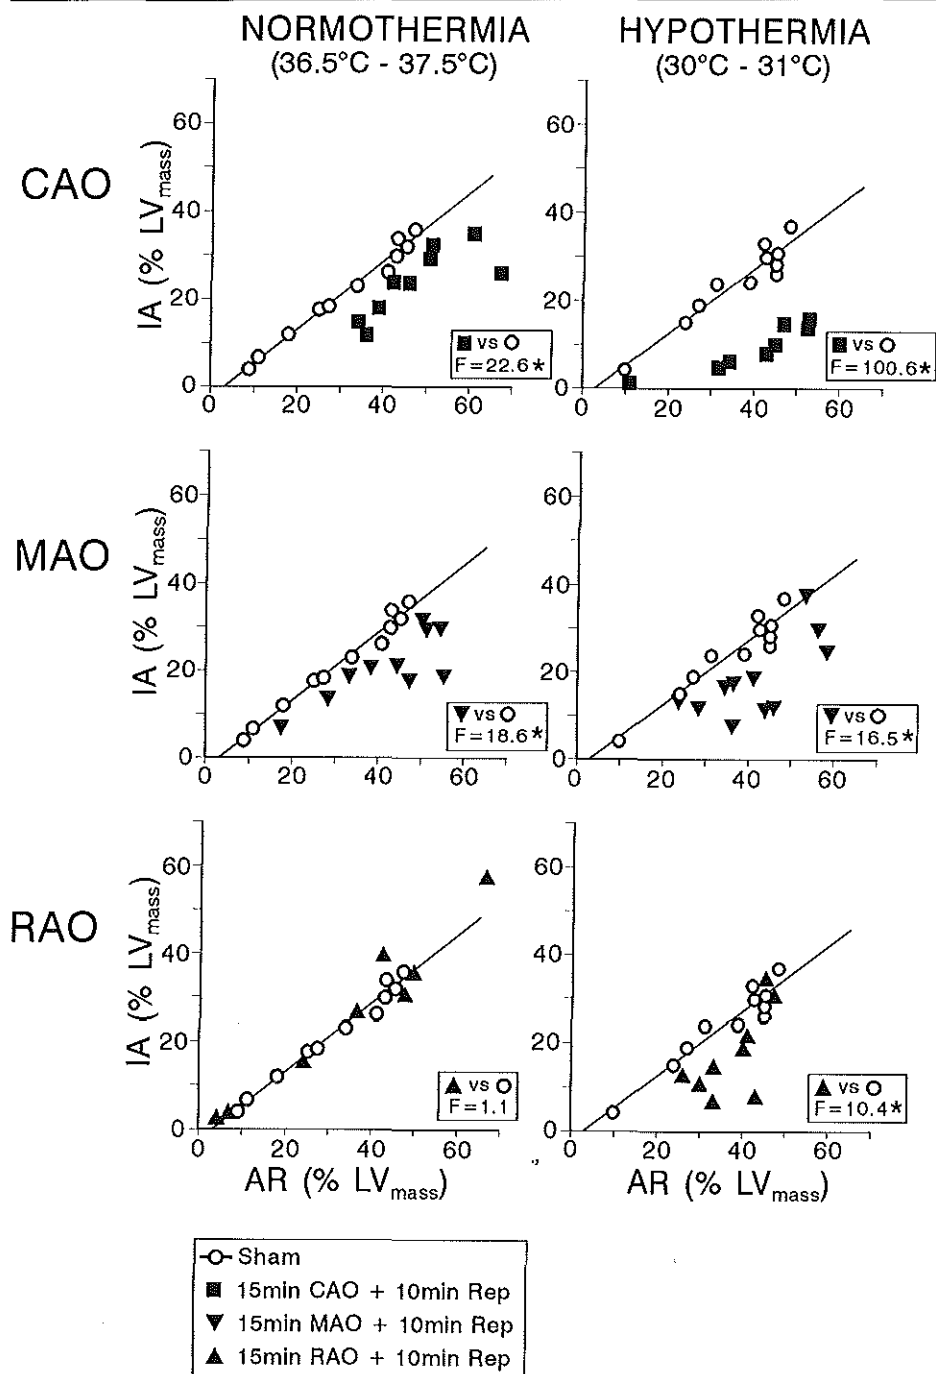 NORMOTHERMIA
(36.5°C - 37.5°C)
HYPOTHERMIA
(30°C - 31°C)
CAO
IA (% LVmass)
60
40
20
0
0 20 40 60
■ vs O
F=22.6*
60
40
20
0
0 20 40 60
■ vs O
F=100.6*
MAO
IA (% LVmass)
60
40
20
0
0 20 40 60
▼ vs O
F=18.6*
60
40
20
0
0 20 40 60
▼ vs O
F=16.5*
RAO
IA (% LVmass)
60
40
20
0
0 20 40 60
▲ vs O
F=1.1
AR (% LVmass)
60
40
20
0
0 20 40 60
▲ vs O
F=10.4*
AR (% LVmass)
Sham
■ 15min CAO + 10min Rep
▼ 15min MAO + 10min Rep
▲ 15min RAO + 10min Rep